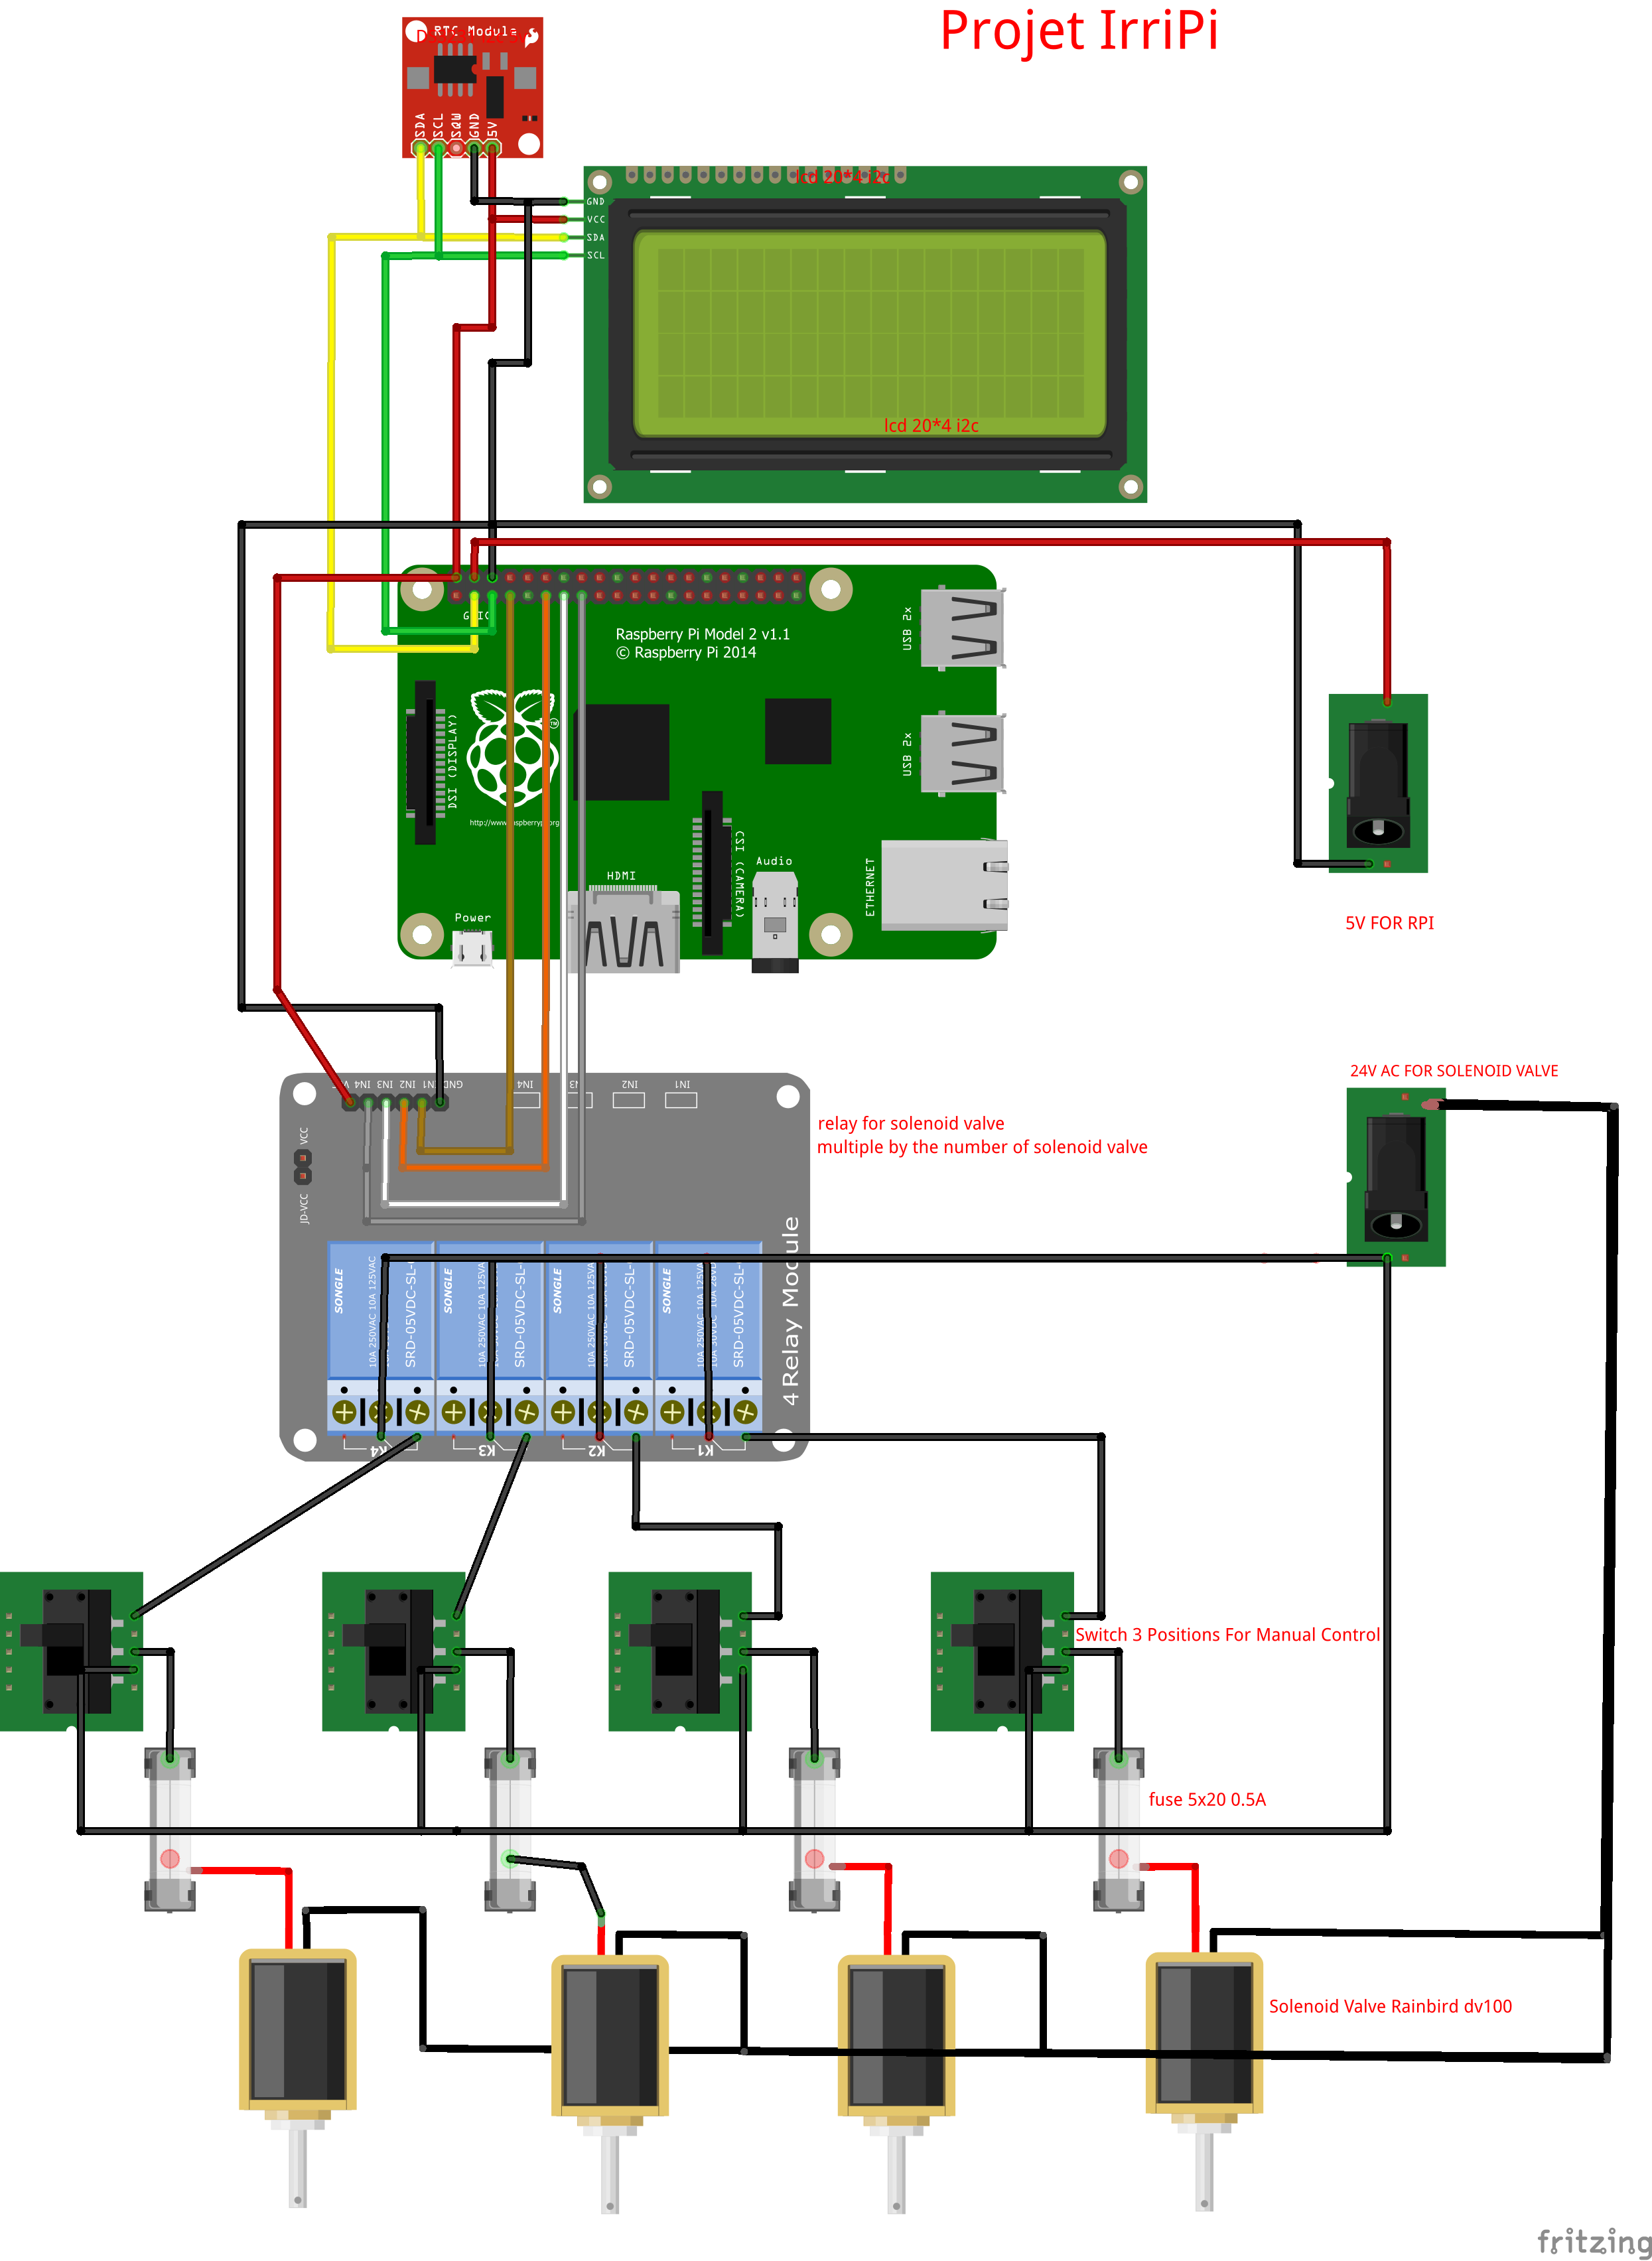 Projet IrriPi
RTC Module
SDA
SCL
SQW
GND
5V
lcd 20*4 i2c
GND
VCC
SDA
SCL
lcd 20*4 i2c
Raspberry Pi Model 2 v1.1
© Raspberry Pi 2014
USB 2x
USB 2x
DSI (DISPLAY)
http://www.raspberrypi.org
CSI (CAMERA)
Audio
ETHERNET
HDMI
Power
5V FOR RPI
24V AC FOR SOLENOID VALVE
IN4
IN3
IN2
IN1
GND
IN4
IN3
IN2
IN1
VCC
JD-VCC
relay for solenoid valve
multiple by the number of solenoid valve
4 Relay Module
SONGLE
10A 250VAC 10A 125VAC
SRD-05VDC-SL-
SONGLE
10A 250VAC 10A 125VA
SRD-05VDC-SL-
SONGLE
10A 250VAC 10A 125VAC
SRD-05VDC-SL-
SONGLE
10A 250VAC 10A 125VAC
SRD-05VDC-SL-
K4
K3
K2
K1
Switch 3 Positions For Manual Control
fuse 5x20 0.5A
Solenoid Valve Rainbird dv100
fritzing